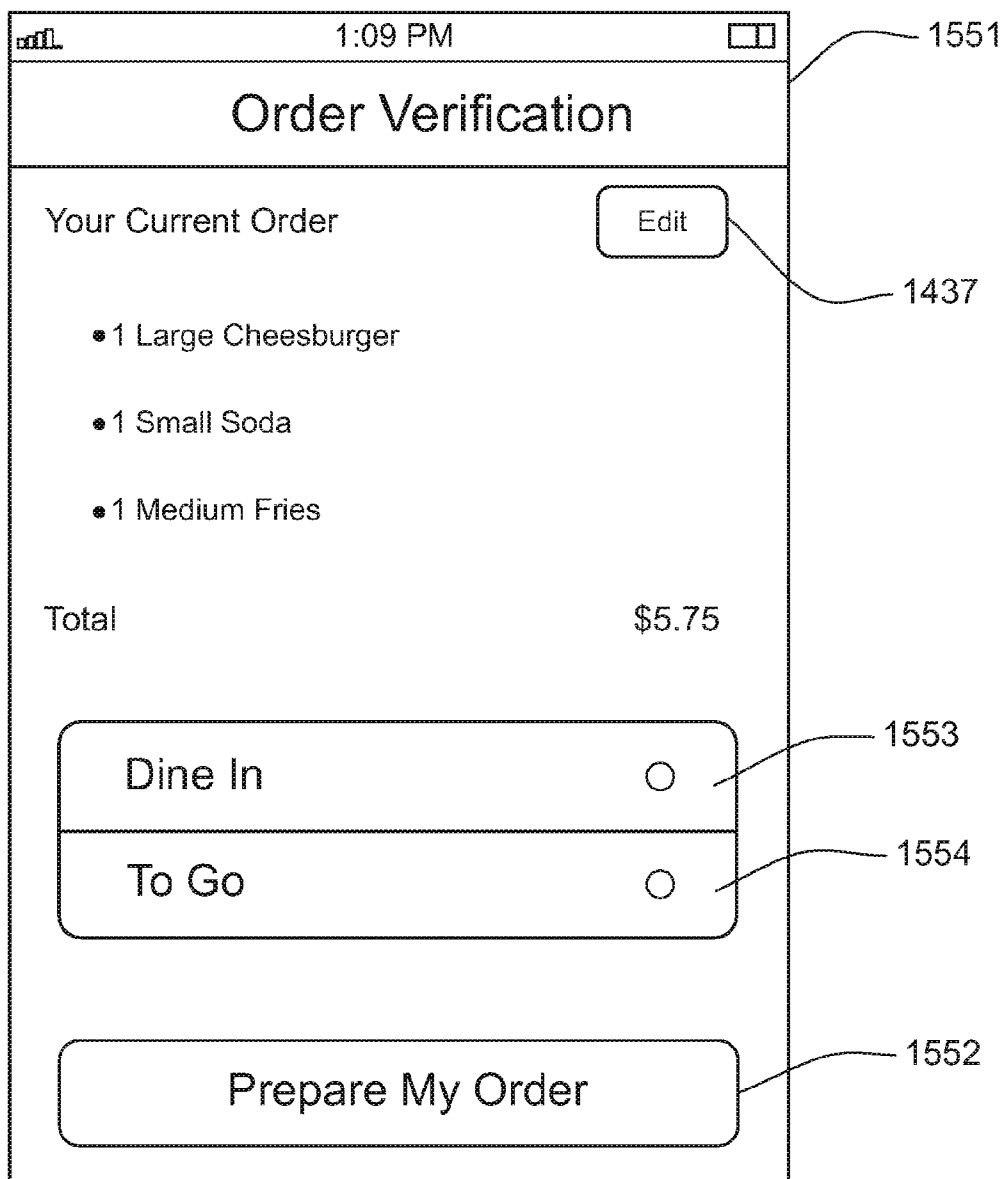 1:09 PM
1551
Order Verification
Your Current Order
Edit
1437
•1 Large Cheesburger
•1 Small Soda
•1 Medium Fries
Total $5.75
1553
Dine In
1554
To Go
1552
Prepare My Order